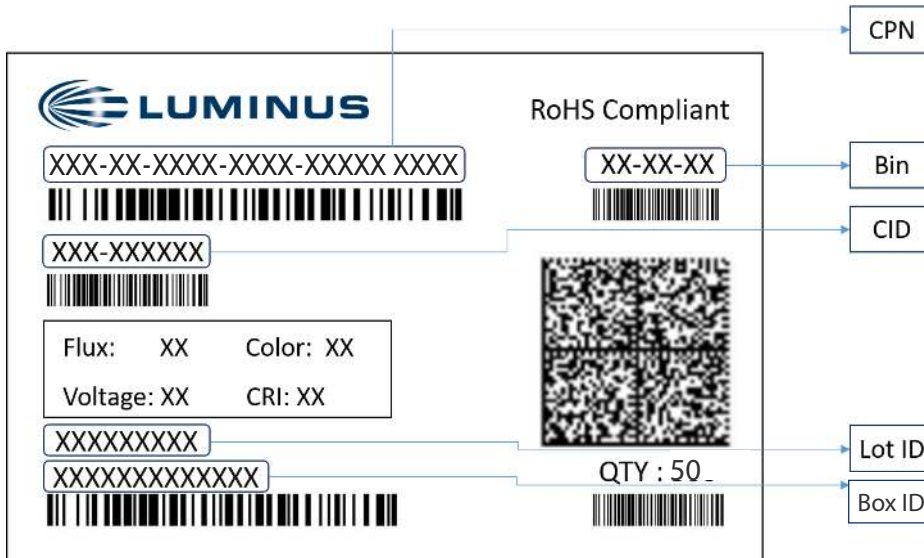 CPN
LUMINUS
RoHS Compliant
XXX-XX-XXXX-XXXX-XXXXX XXXX
XX-XX-XX
Bin
CID
XXX-XXXXXX
Flux: XX Color: XX
Voltage: XX CRI: XX
XXXXXXXXX
Lot ID
XXXXXXXXXXXXX
QTY : 50
Box ID